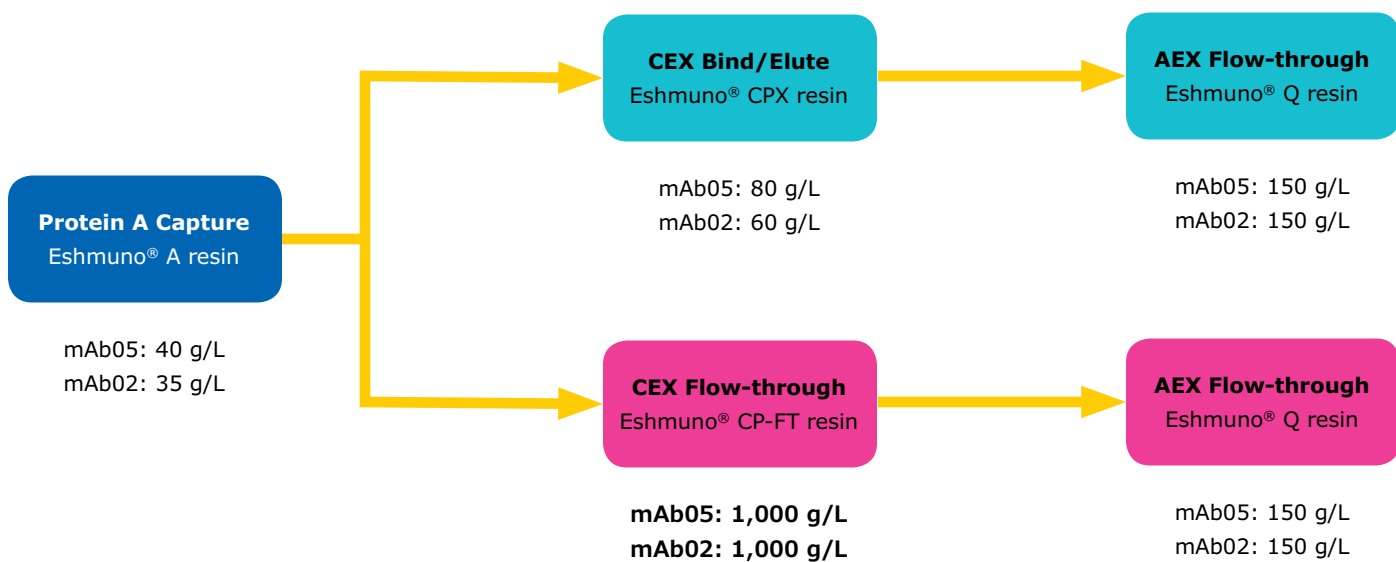 Protein A Capture
Eshmuno® A resin
mAb05: 40 g/L
mAb02: 35 g/L
CEX Bind/Elute
Eshmuno® CPX resin
mAb05: 80 g/L
mAb02: 60 g/L
AEX Flow-through
Eshmuno® Q resin
mAb05: 150 g/L
mAb02: 150 g/L
CEX Flow-through
Eshmuno® CP-FT resin
mAb05: 1,000 g/L
mAb02: 1,000 g/L
AEX Flow-through
Eshmuno® Q resin
mAb05: 150 g/L
mAb02: 150 g/L